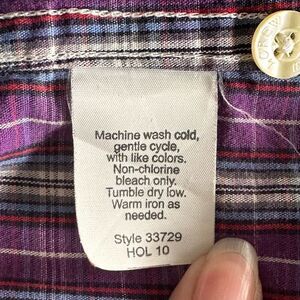 Machine wash cold,
gentle cycle,
with like colors.
Non-chlorine
bleach only.
Tumble dry low.
Warm iron as
needed.
Style 33729
HOL 10